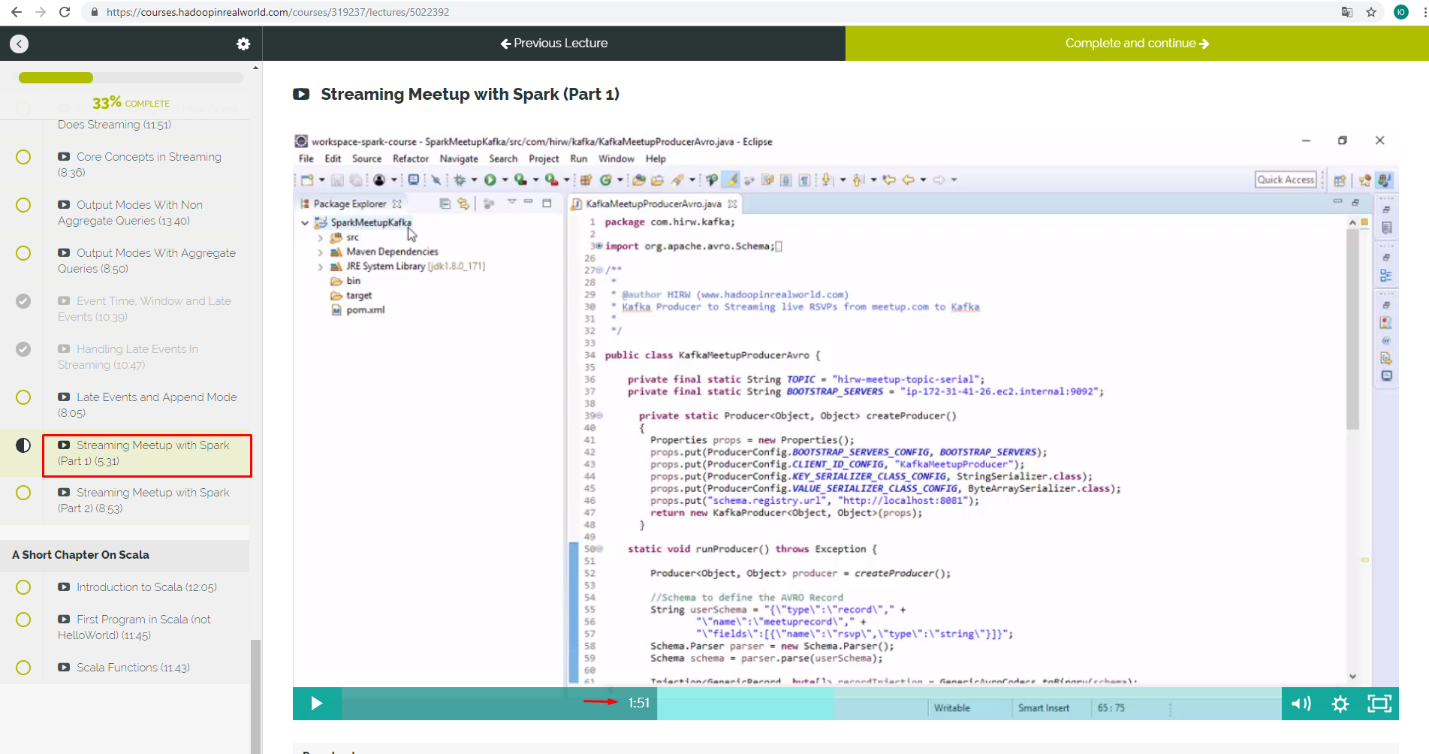 https://courses.hadoopinrealworld.com/courses/319237/lectures/5022392
IO
Previous Lecture
Complete and continue
33% COMPLETE
Does Streaming (11:51)
Core Concepts in Streaming
(8:36)
Output Modes With Non
Aggregate Queries (13:40)
Output Modes With Aggregate
Queries (8:50)
Event Time, Window and Late
Events (10:39)
Handling Late Events In
Streaming (10:47)
Late Events and Append Mode
(8:05)
Streaming Meetup with Spark
(Part 1) (5:31)
Streaming Meetup with Spark
(Part 2) (8:53)
A Short Chapter On Scala
Introduction to Scala (12:05)
First Program in Scala (not
HelloWorld) (11:45)
Scala Functions (11:43)
Streaming Meetup with Spark (Part 1)
workspace-spark-course - SparkMeetupKafka/src/com/hirw/kafka/KafkaMeetupProducerAvro.java - Eclipse
File Edit Source Refactor Navigate Search Project Run Window Help
Quick Access
Package Explorer
SparkMeetupKafka
src
Maven Dependencies
JRE System Library [jdk1.8.0_171]
bin
target
pom.xml
KafkaMeetupProducerAvro.java
1 package com.hirw.kafka;
2
3 import org.apache.avro.Schema;
26
27 /**
28 *
29 * @author HIRW (www.hadoopinrealworld.com)
30 * Kafka Producer to Streaming live RSVPs from meetup.com to Kafka
31 *
32 */
33
34 public class KafkaMeetupProducerAvro {
35
36 private final static String TOPIC = "hirw-meetup-topic-serial";
37 private final static String BOOTSTRAP_SERVERS = "ip-172-31-41-26.ec2.internal:9092";
38
39 private static Producer<Object, Object> createProducer()
40 {
41 Properties props = new Properties();
42 props.put(ProducerConfig.BOOTSTRAP_SERVERS_CONFIG, BOOTSTRAP_SERVERS);
43 props.put(ProducerConfig.CLIENT_ID_CONFIG, "KafkaMeetupProducer");
44 props.put(ProducerConfig.KEY_SERIALIZER_CLASS_CONFIG, StringSerializer.class);
45 props.put(ProducerConfig.VALUE_SERIALIZER_CLASS_CONFIG, ByteArraySerializer.class);
46 props.put("schema.registry.url", "http://localhost:8081");
47 return new KafkaProducer<Object, Object>(props);
48 }
49
50 static void runProducer() throws Exception {
51
52 Producer<Object, Object> producer = createProducer();
53
54 //Schema to define the AVRO Record
55 String userSchema = "{\"type\":\"record\"," +
56 "\"name\":\"meetuprecord\"," +
57 "\"fields\":[{\"name\":\"rsvp\",\"type\":\"string\"}]}";
58 Schema.Parser parser = new Schema.Parser();
59 Schema schema = parser.parse(userSchema);
60
61 Injection<GenericRecord, byte[]> recordInjection = GenericAvroCodecs.toBinary(schema);
1:51
Writable
Smart Insert
65 : 75